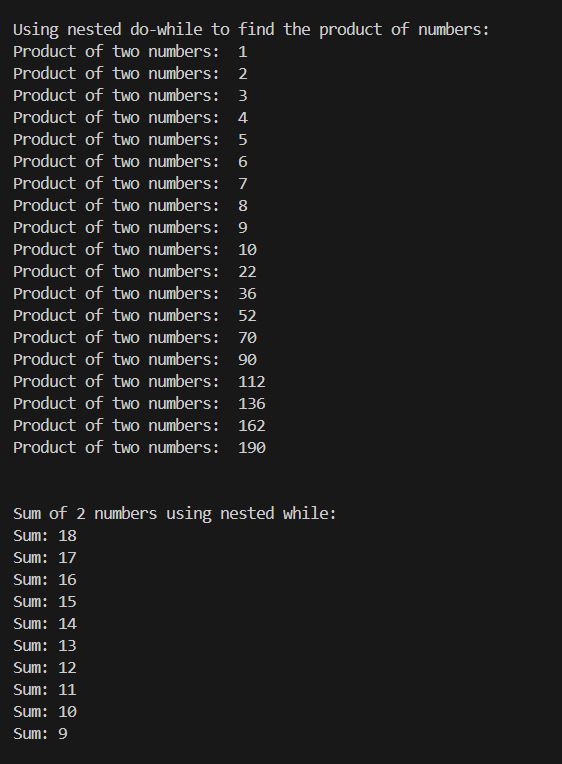 Using nested do-while to find the product of numbers:
Product of two numbers:  1
Product of two numbers:  2
Product of two numbers:  3
Product of two numbers:  4
Product of two numbers:  5
Product of two numbers:  6
Product of two numbers:  7
Product of two numbers:  8
Product of two numbers:  9
Product of two numbers:  10
Product of two numbers:  22
Product of two numbers:  36
Product of two numbers:  52
Product of two numbers:  70
Product of two numbers:  90
Product of two numbers:  112
Product of two numbers:  136
Product of two numbers:  162
Product of two numbers:  190
Sum of 2 numbers using nested while:
Sum: 18
Sum: 17
Sum: 16
Sum: 15
Sum: 14
Sum: 13
Sum: 12
Sum: 11
Sum: 10
Sum: 9